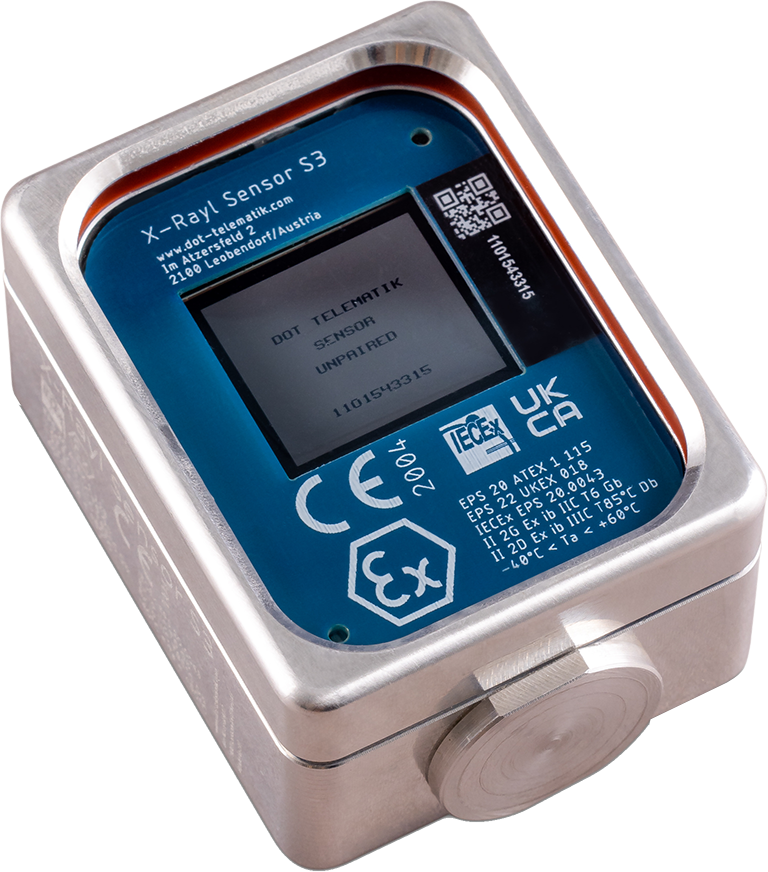 X-Rayl Sensor S3
www.dot-telematik.com
Im Atzersfeld 2
2100 Leobendorf/Austria
1101543315
DOT TELEMATIK
SENSOR
UNPAIRED
1101543315
CE 2004
IECEx
UK
CA
Ex
EPS 20 ATEX 1 115
EPS 22 UKEX 018
IECEx EPS 20.0043
II 2G Ex ib IIC T6 Gb
II 2D Ex ib IIIC T85°C Db
-40°C < Ta < +60°C